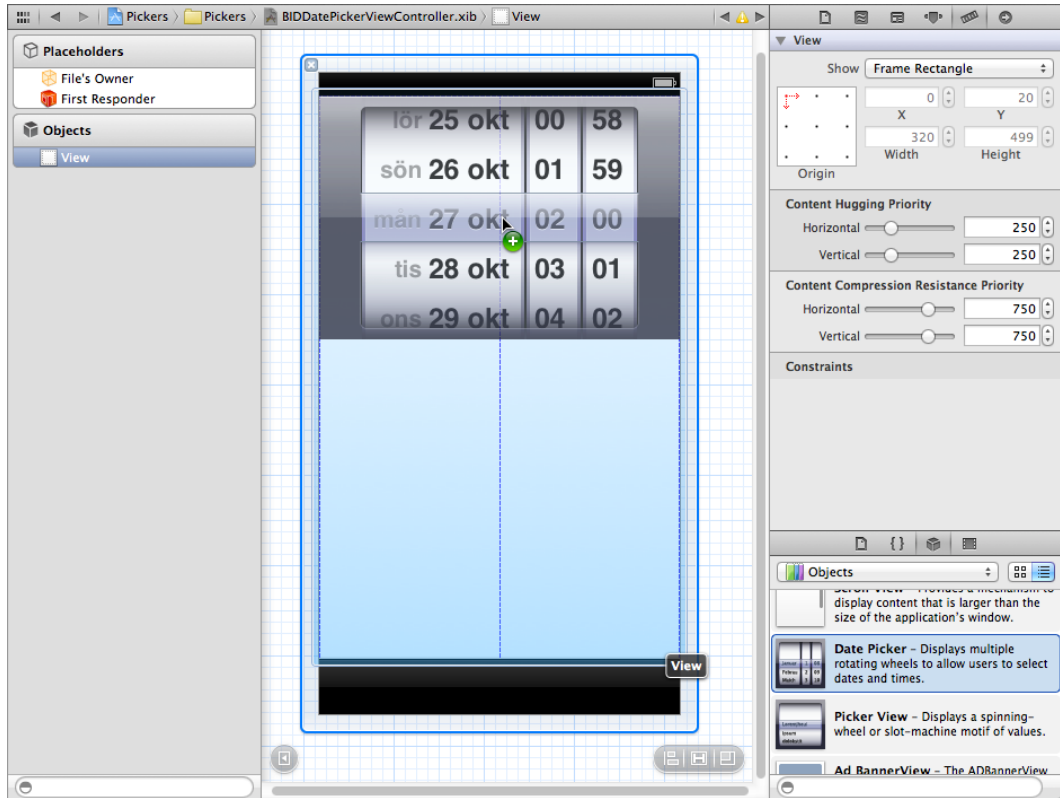 Pickers
Pickers
BIDDatePickerViewController.xib
View
Placeholders
File's Owner
First Responder
Objects
View
lör 25 okt 00 58
sön 26 okt 01 59
mån 27 okt 02 00
tis 28 okt 03 01
ons 29 okt 04 02
View
View
Show Frame Rectangle
0 20
X Y
320 499
Width Height
Origin
Content Hugging Priority
Horizontal 250
Vertical 250
Content Compression Resistance Priority
Horizontal 750
Vertical 750
Constraints
{}
Objects
Scroll View – Provides a mechanism to
display content that is larger than the
size of the application's window.
Date Picker – Displays multiple
rotating wheels to allow users to select
dates and times.
Picker View – Displays a spinning-
wheel or slot-machine motif of values.
Ad BannerView – The ADBannerView